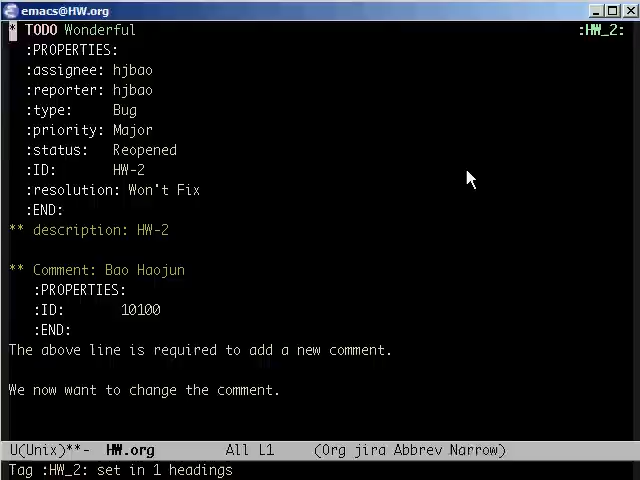 emacs@HW.org
* TODO Wonderful :HW_2:
:PROPERTIES:
:assignee: hjbao
:reporter: hjbao
:type: Bug
:priority: Major
:status: Reopened
:ID: HW-2
:resolution: Won't Fix
:END:
** description: HW-2
** Comment: Bao Haojun
:PROPERTIES:
:ID: 10100
:END:
The above line is required to add a new comment.
We now want to change the comment.
U(Unix)**- HW.org All L1 (Org jira Abbrev Narrow)
Tag :HW_2: set in 1 headings